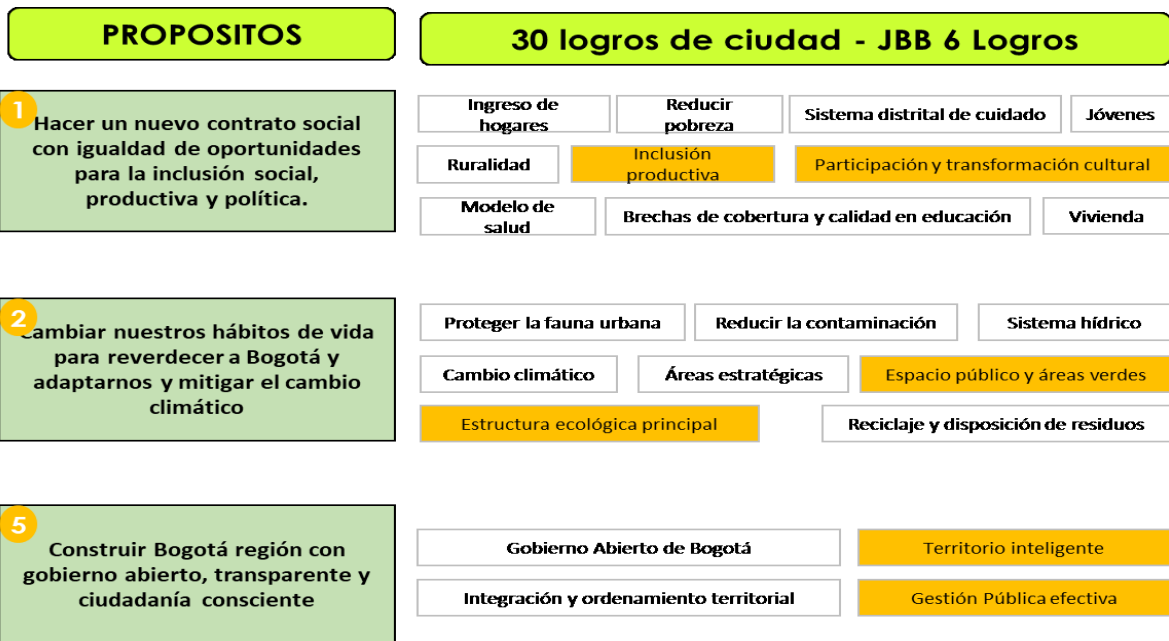 PROPOSITOS
30 logros de ciudad - JBB 6 Logros
1
Hacer un nuevo contrato social
con igualdad de oportunidades
para la inclusión social,
productiva y política.
Ingreso de
hogares
Reducir
pobreza
Sistema distrital de cuidado
Jóvenes
Ruralidad
Inclusión
productiva
Participación y transformación cultural
Modelo de
salud
Brechas de cobertura y calidad en educación
Vivienda
2
Cambiar nuestros hábitos de vida
para reverdecer a Bogotá y
adaptarnos y mitigar el cambio
climático
Proteger la fauna urbana
Reducir la contaminación
Sistema hídrico
Cambio climático
Áreas estratégicas
Espacio público y áreas verdes
Estructura ecológica principal
Reciclaje y disposición de residuos
5
Construir Bogotá región con
gobierno abierto, transparente y
ciudadanía consciente
Gobierno Abierto de Bogotá
Territorio inteligente
Integración y ordenamiento territorial
Gestión Pública efectiva